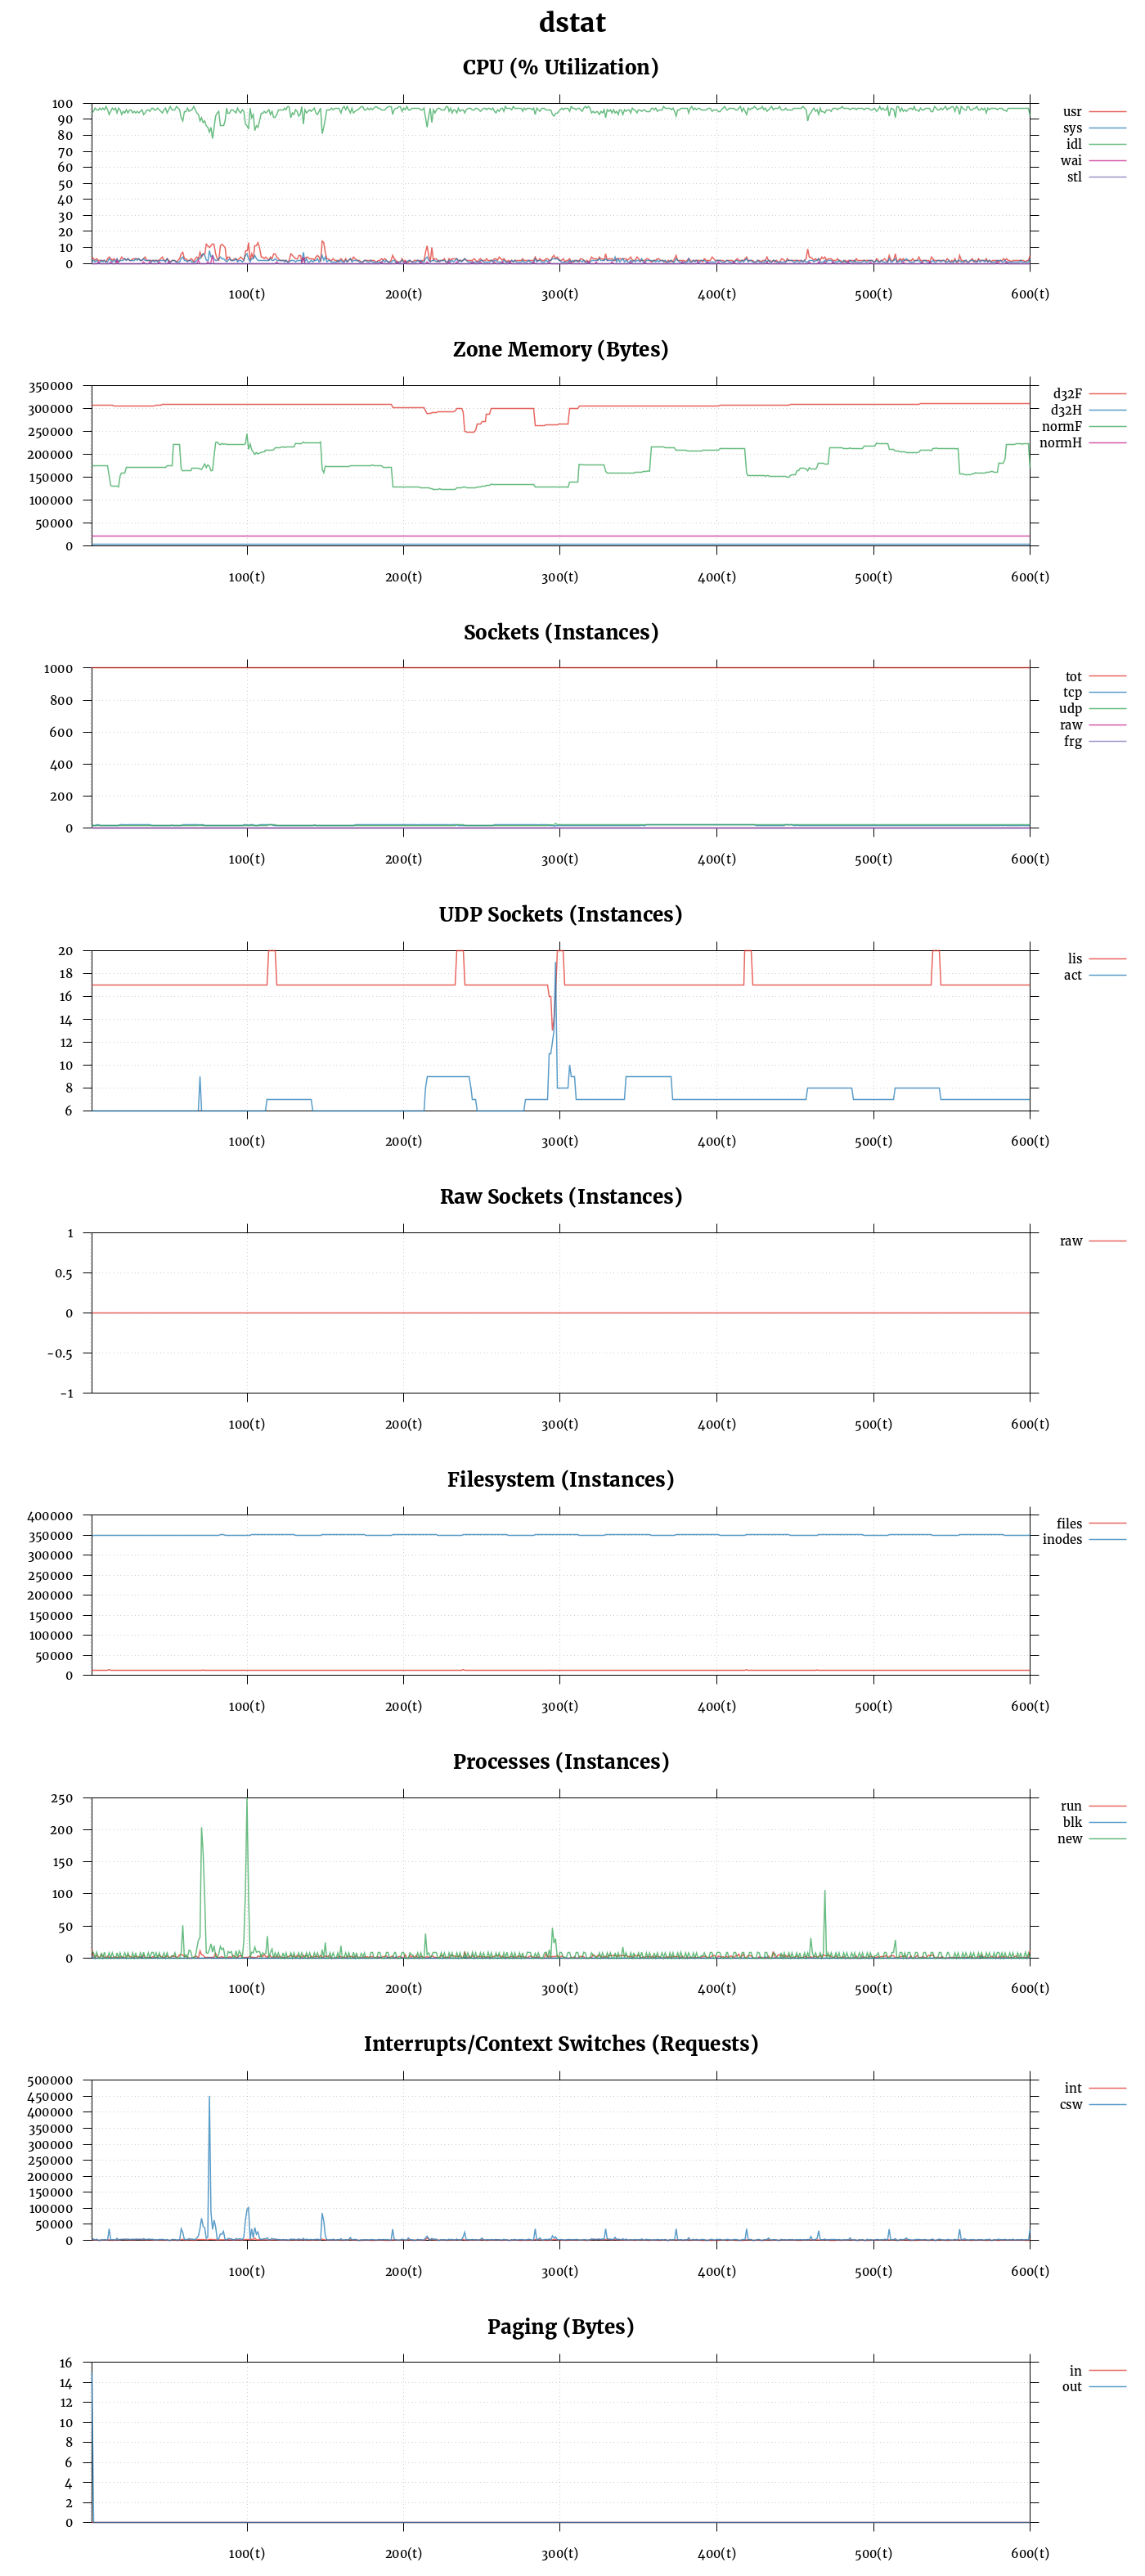 dstat
CPU (% Utilization)
100
90
80
70
60
50
40
30
20
10
0
100(t) 200(t) 300(t) 400(t) 500(t) 600(t)
usr
sys
idl
wai
stl
Zone Memory (Bytes)
350000
300000
250000
200000
150000
100000
50000
0
100(t) 200(t) 300(t) 400(t) 500(t) 600(t)
d32F
d32H
normF
normH
Sockets (Instances)
1000
800
600
400
200
0
100(t) 200(t) 300(t) 400(t) 500(t) 600(t)
tot
tcp
udp
raw
frg
UDP Sockets (Instances)
20
18
16
14
12
10
8
6
100(t) 200(t) 300(t) 400(t) 500(t) 600(t)
lis
act
Raw Sockets (Instances)
1
0.5
0
-0.5
-1
100(t) 200(t) 300(t) 400(t) 500(t) 600(t)
raw
Filesystem (Instances)
400000
350000
300000
250000
200000
150000
100000
50000
0
100(t) 200(t) 300(t) 400(t) 500(t) 600(t)
files
inodes
Processes (Instances)
250
200
150
100
50
0
100(t) 200(t) 300(t) 400(t) 500(t) 600(t)
run
blk
new
Interrupts/Context Switches (Requests)
500000
450000
400000
350000
300000
250000
200000
150000
100000
50000
0
100(t) 200(t) 300(t) 400(t) 500(t) 600(t)
int
csw
Paging (Bytes)
16
14
12
10
8
6
4
2
0
100(t) 200(t) 300(t) 400(t) 500(t) 600(t)
in
out